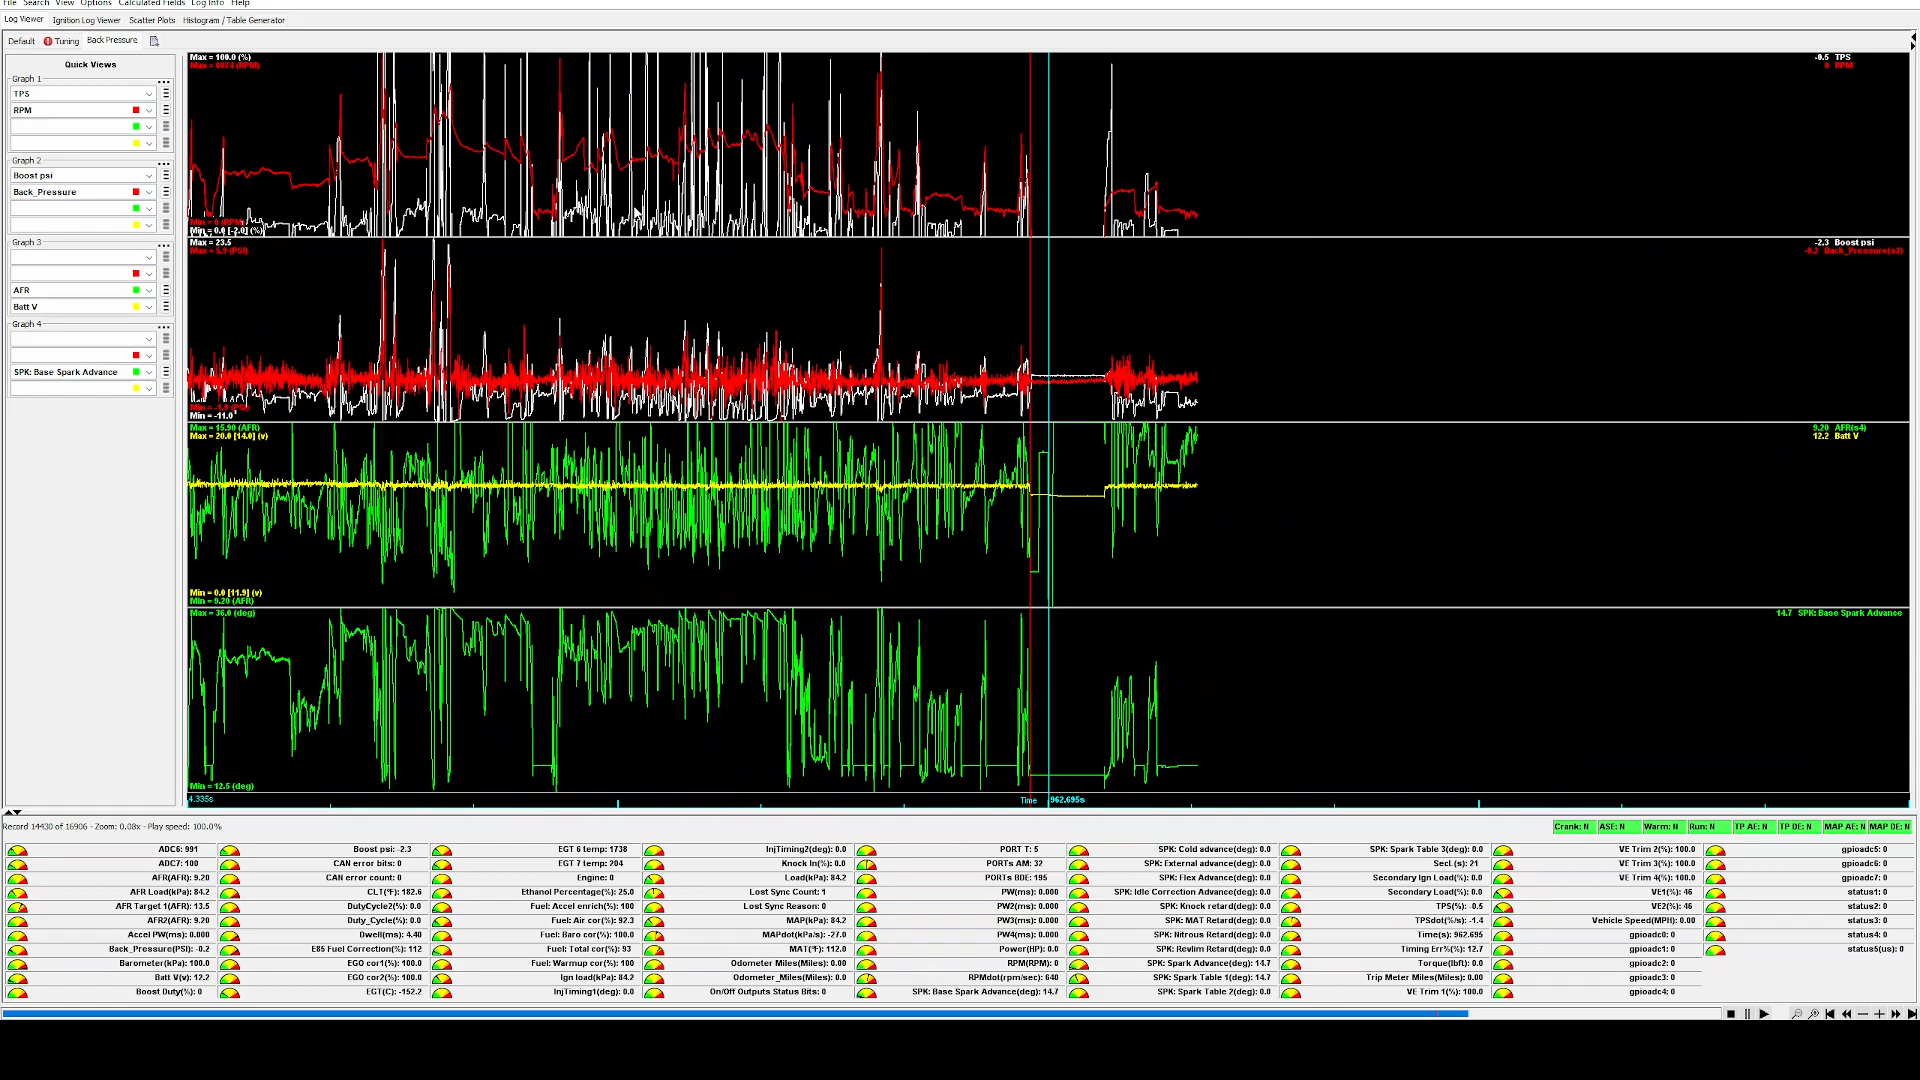 File Search View Options Calculated Fields Log Info Help
Log Viewer Ignition Log Viewer Scatter Plots Histogram / Table Generator
Default Tuning Back Pressure
Quick Views
Graph 1
TPS
RPM
Graph 2
Boost psi
Back_Pressure
Graph 3
AFR
Batt V
Graph 4
SPK: Base Spark Advance
Max = 100.0 (%)
-0.5 TPS
0 RPM
Min = 0 (RPM)
Min = 0.0 [-2.0] (%)
Max = 23.5
-2.3 Boost psi
-0.2 Back_Pressure(s2)
Min = -11.0
Max = 15.90 (AFR)
9.20 AFR(s4)
Max = 20.0 [14.0] (v)
12.2 Batt V
Min = 0.0 [11.9] (v)
Min = 9.20 (AFR)
Max = 36.0 (deg)
14.7 SPK: Base Spark Advance
Min = 12.5 (deg)
4.335s Time 962.695s
Record 14430 of 16906 - Zoom: 0.08x - Play speed: 100.0%
Crank: N ASE: N Warm: N Run: N TP AE: N TP DE: N MAP AE: N MAP DE: N
ADC6: 991 Boost psi: -2.3 EGT 6 temp: 1738 InjTiming2(deg): 0.0 PORT T: 5 SPK: Cold advance(deg): 0.0 SPK: Spark Table 3(deg): 0.0 VE Trim 2(%): 100.0 gpioadc5: 0
ADC7: 100 CAN error bits: 0 EGT 7 temp: 204 Knock In(%): 0.0 PORTs AM: 32 SPK: External advance(deg): 0.0 SecL(s): 21 VE Trim 3(%): 100.0 gpioadc6: 0
AFR(AFR): 9.20 CAN error count: 0 Engine: 0 Load(kPa): 84.2 PORTs BDE: 195 SPK: Flex Advance(deg): 0.0 Secondary Ign Load(%): 0.0 VE Trim 4(%): 100.0 gpioadc7: 0
AFR Load(kPa): 84.2 CLT(°F): 182.6 Ethanol Percentage(%): 25.0 Lost Sync Count: 1 PW(ms): 0.000 SPK: Idle Correction Advance(deg): 0.0 Secondary Load(%): 0.0 VE1(%): 46 status1: 0
AFR Target 1(AFR): 13.5 DutyCycle2(%): 0.0 Fuel: Accel enrich(%): 100 Lost Sync Reason: 0 PW2(ms): 0.000 SPK: Knock retard(deg): 0.0 TPS(%): -0.5 VE2(%): 46 status2: 0
AFR2(AFR): 9.20 Duty_Cycle(%): 0.0 Fuel: Air cor(%): 92.3 MAP(kPa): 84.2 PW3(ms): 0.000 SPK: MAT Retard(deg): 0.0 TPSdot(%/s): -1.4 Vehicle Speed(MPH): 0.00 status3: 0
Accel PW(ms): 0.000 Dwell(ms): 4.40 Fuel: Baro cor(%): 100.0 MAPdot(kPa/s): -27.0 PW4(ms): 0.000 SPK: Nitrous Retard(deg): 0.0 Time(s): 962.695 gpioadc0: 0 status4: 0
Back_Pressure(PSI): -0.2 E85 Fuel Correction(%): 112 Fuel: Total cor(%): 93 MAT(°F): 112.0 Power(HP): 0.0 SPK: Revlim Retard(deg): 0.0 Timing Err%(%): 12.7 gpioadc1: 0 status5(us): 0
Barometer(kPa): 100.0 EGO cor1(%): 100.0 Fuel: Warmup cor(%): 100 Odometer Miles(Miles): 0.0 RPM(RPM): 0 SPK: Spark Advance(deg): 14.7 Torque(lbft): 0.0 gpioadc2: 0
Batt V(v): 12.2 EGO cor2(%): 100.0 Ign load(kPa): 84.2 Odometer_Miles(Miles): 0.0 RPMdot(rpm/sec): 640 SPK: Spark Table 1(deg): 14.7 Trip Meter Miles(Miles): 0.00 gpioadc3: 0
Boost Duty(%): 0 EGT(C): -152.2 InjTiming1(deg): 0.0 On/Off Outputs Status Bits: 0 SPK: Base Spark Advance(deg): 14.7 SPK: Spark Table 2(deg): 0.0 VE Trim 1(%): 100.0 gpioadc4: 0